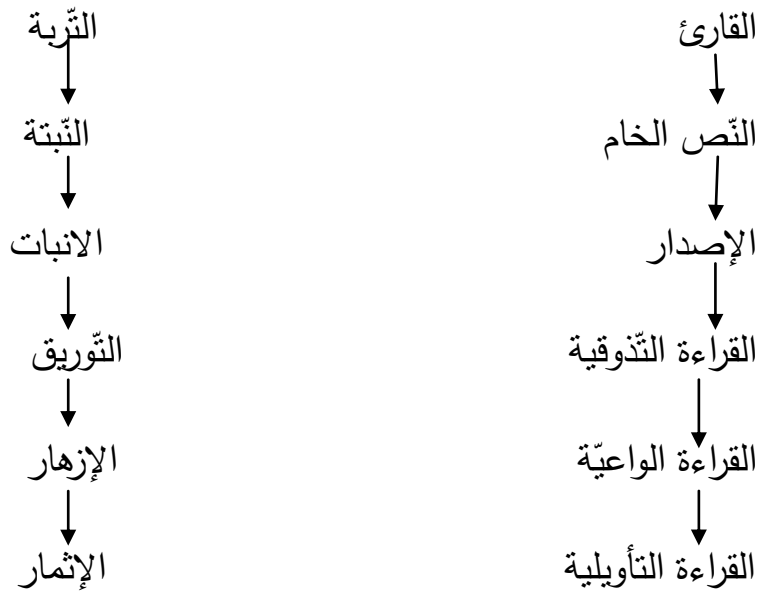 القارئ التّربة
النّص الخام النّبتة
الإصدار الانبات
القراءة التّذوقية التّوريق
القراءة الواعيّة الإزهار
القراءة التأويلية الإثمار